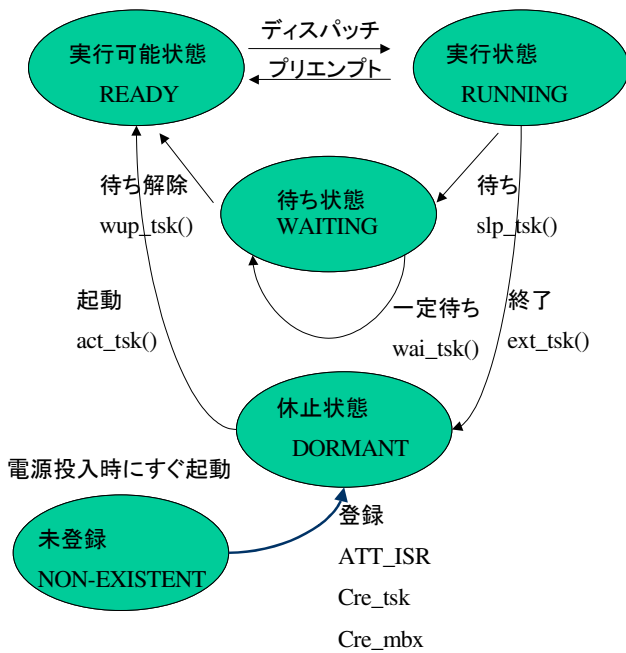 実行可能状態
READY
ディスパッチ
プリエンプト
実行状態
RUNNING
待ち解除
wup_tsk()
待ち状態
WAITING
待ち
slp_tsk()
起動
act_tsk()
一定待ち
wai_tsk()
終了
ext_tsk()
休止状態
DORMANT
電源投入時にすぐ起動
未登録
NON-EXISTENT
登録
ATT_ISR
Cre_tsk
Cre_mbx